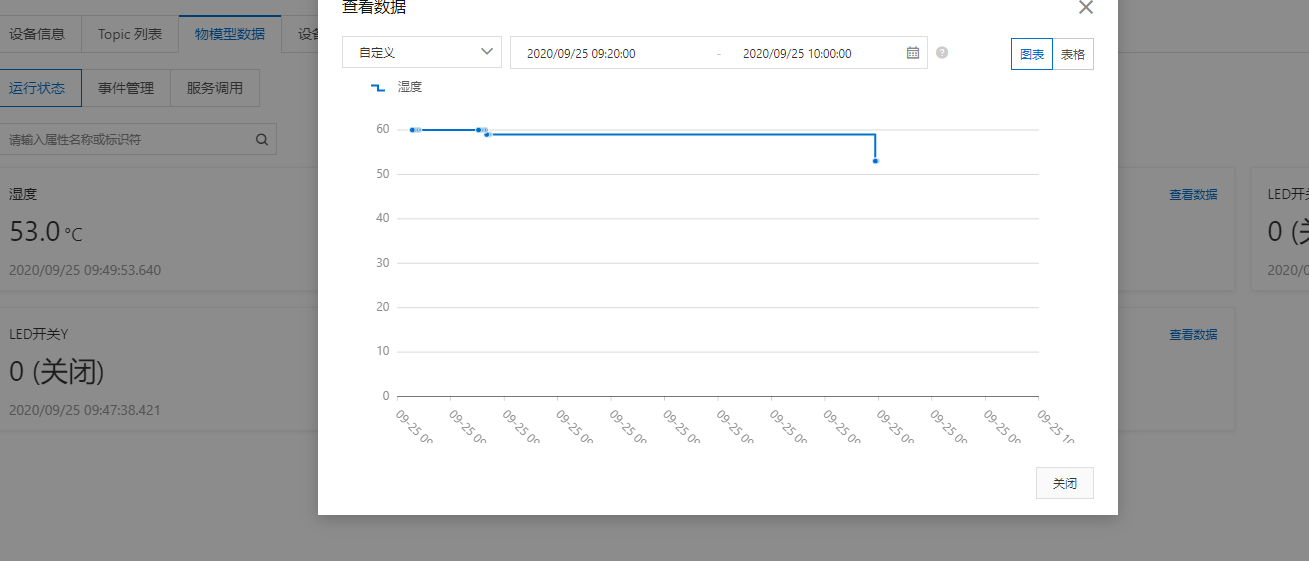 设备信息
Topic 列表
物模型数据
设备
运行状态
事件管理
服务调用
请输入属性名称或标识符
湿度
53.0 °C
2020/09/25 09:49:53.640
LED开关Y
0 (关闭)
2020/09/25 09:47:38.421
查看数据
自定义
2020/09/25 09:20:00
-
2020/09/25 10:00:00
?
图表
表格
湿度
60
50
40
30
20
10
0
09-25 09
09-25 09
09-25 09
09-25 09
09-25 09
09-25 09
09-25 09
09-25 09
09-25 09
09-25 09
09-25 09
09-25 09
09-25 10
关闭
查看数据
查看数据
LED开
0 (
2020/0